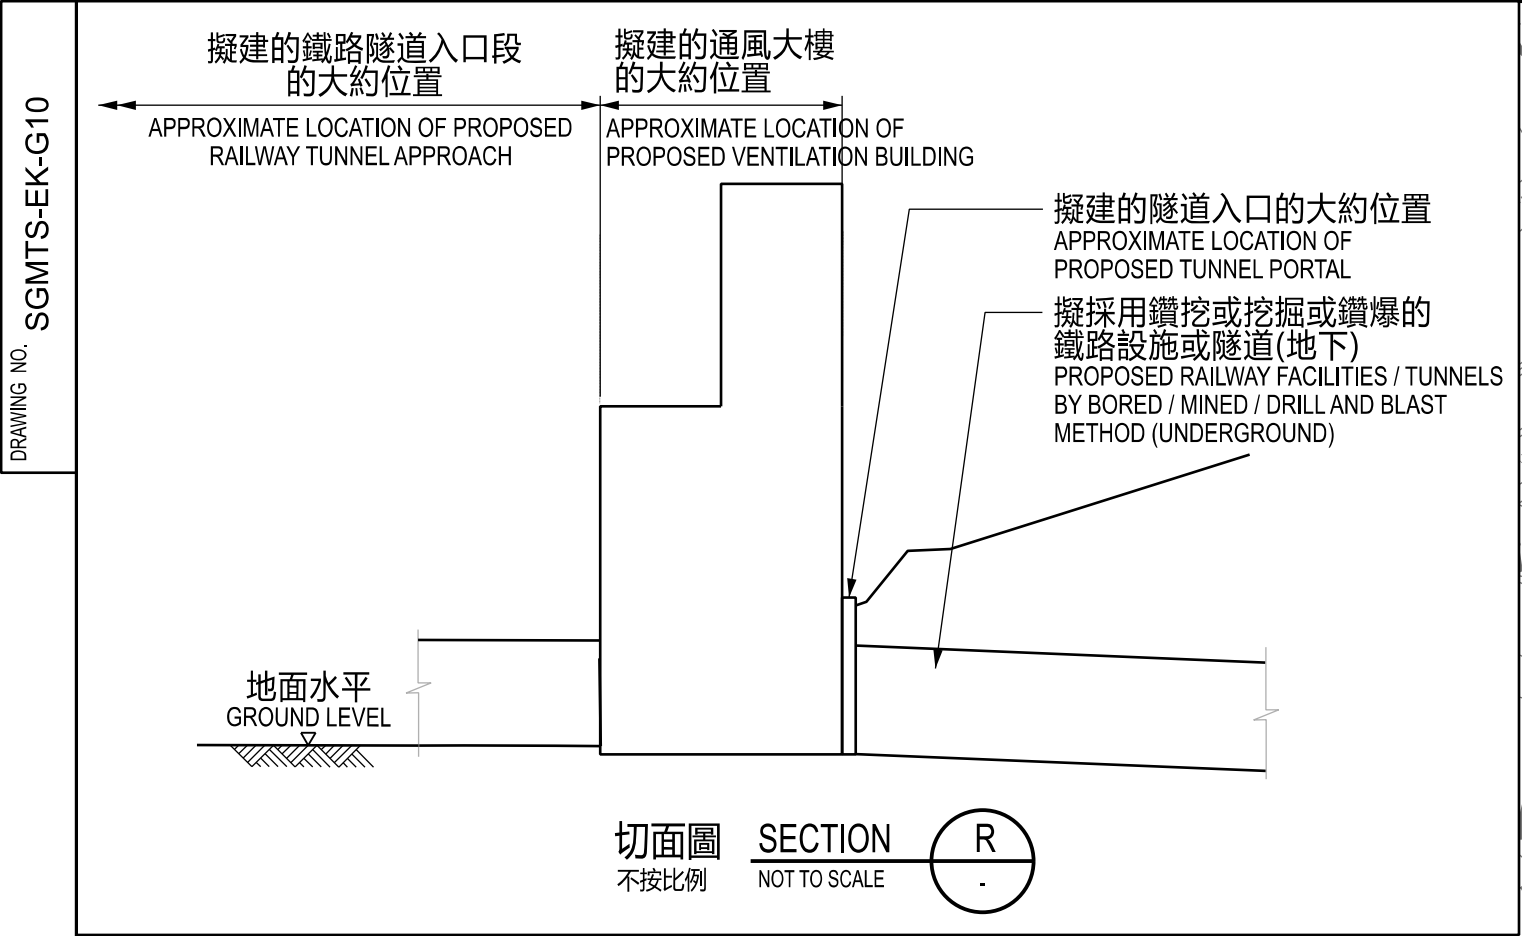 DRAWING NO. SGMTS-EK-G10
擬建的鐵路隧道入口段
的大約位置
APPROXIMATE LOCATION OF PROPOSED
RAILWAY TUNNEL APPROACH
擬建的通風大樓
的大約位置
APPROXIMATE LOCATION OF
PROPOSED VENTILATION BUILDING
擬建的隧道入口的大約位置
APPROXIMATE LOCATION OF
PROPOSED TUNNEL PORTAL
擬採用鑽挖或挖掘或鑽爆的
鐵路設施或隧道(地下)
PROPOSED RAILWAY FACILITIES / TUNNELS
BY BORED / MINED / DRILL AND BLAST
METHOD (UNDERGROUND)
地面水平
GROUND LEVEL
切面圖 SECTION R
不按比例 NOT TO SCALE -